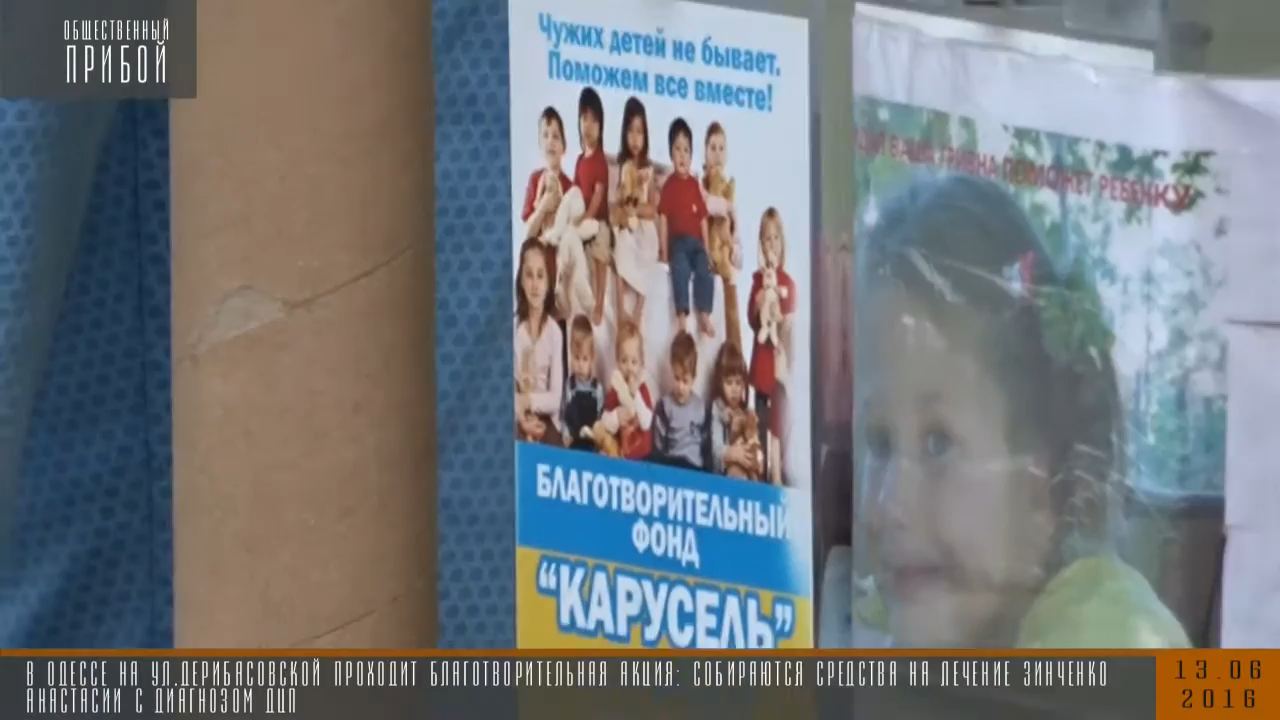 ОБЩЕСТВЕННЫЙ
ПРИБОЙ
Чужих детей не бывает.
Поможем все вместе!
БЛАГОТВОРИТЕЛЬНЫЙ
ФОНД
“КАРУСЕЛЬ”
ВАША ГРИВНА ПОМОЖЕТ РЕБЕНКУ
В ОДЕССЕ НА УЛ.ДЕРИБАСОВСКОЙ ПРОХОДИТ БЛАГОТВОРИТЕЛЬНАЯ АКЦИЯ: СОБИРАЮТСЯ СРЕДСТВА НА ЛЕЧЕНИЕ ЗИНЧЕНКО
АНАСТАСИИ С ДИАГНОЗОМ ДЦП
13.06
2016